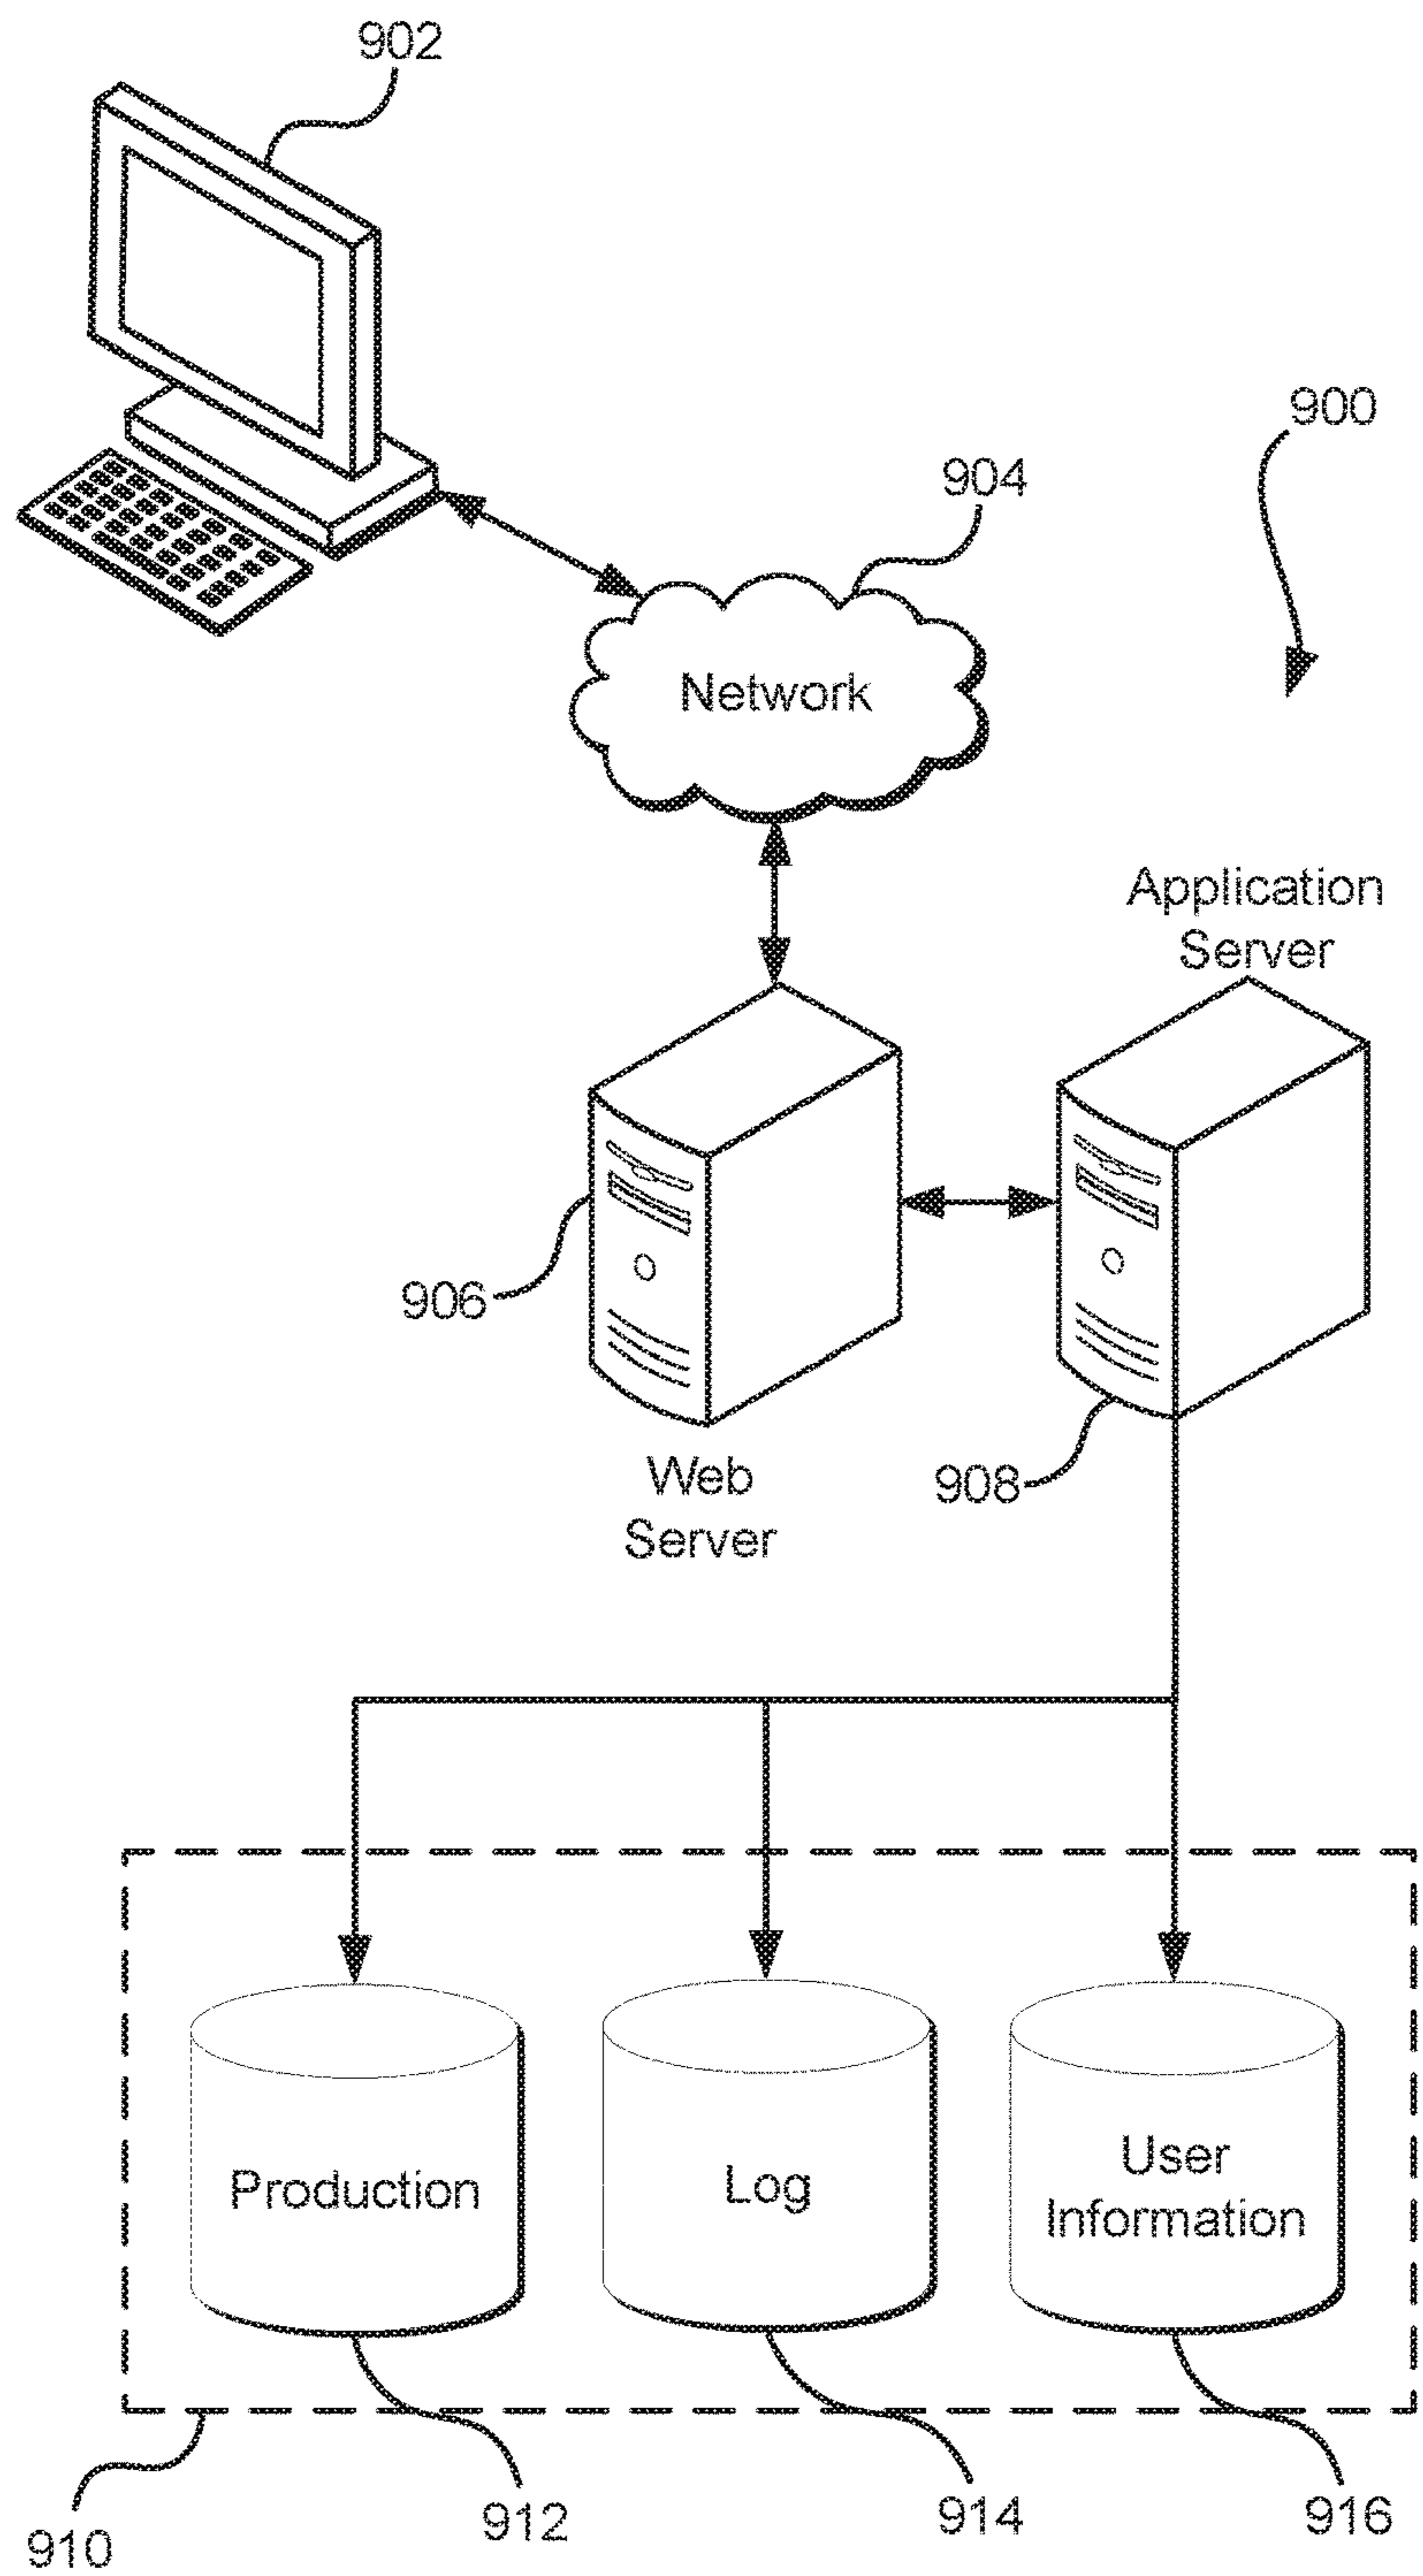 902
900
904
Network
Application
Server
906
908
Web
Server
Production
Log
User
Information
910
912
914
916